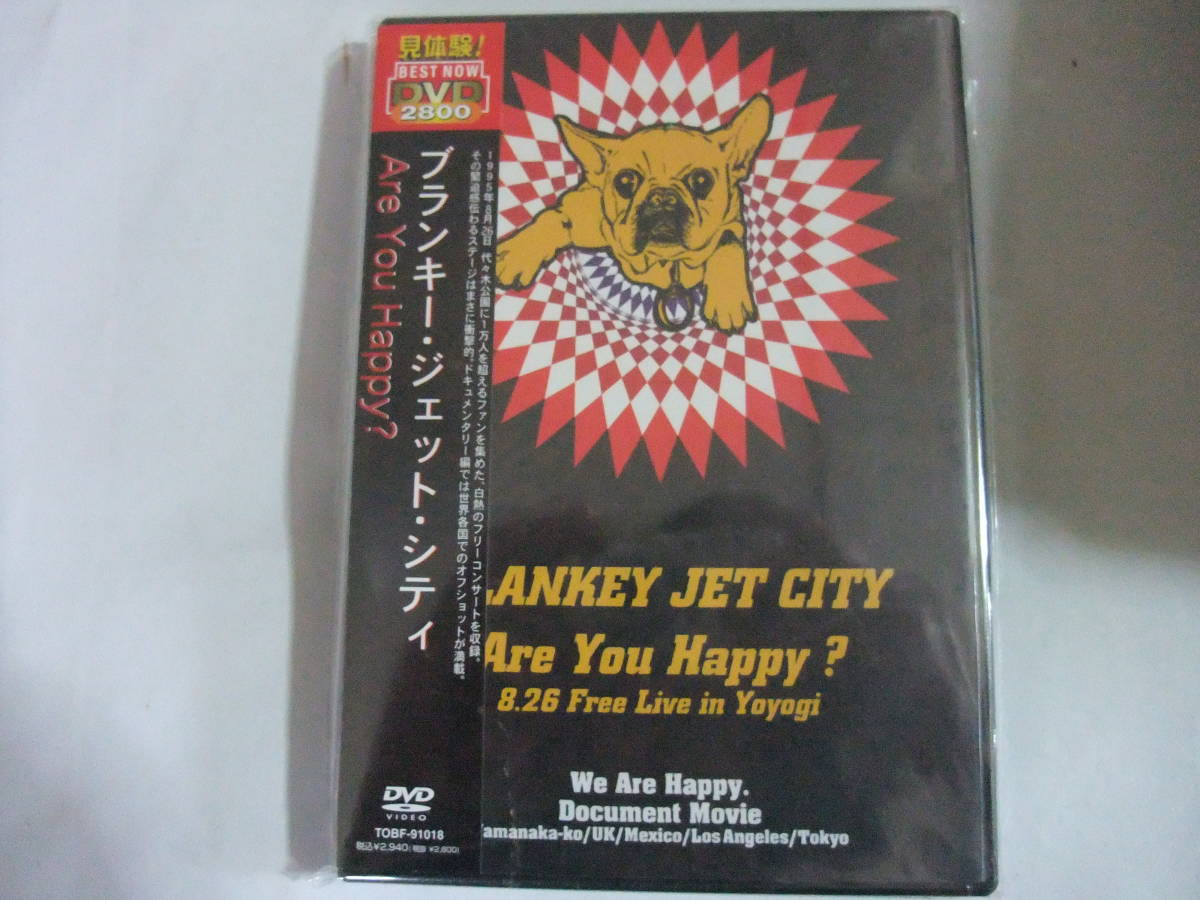 見体験!
BEST NOW
DVD
2800
ブランキー・ジェット・シティ
Are You Happy?
1995年8月26日 代々木公園に1万人を超えるファンを集めた、白熱のフリーコンサートを収録。
その緊迫感伝わるステージはまさに衝撃的。ドキュメンタリー編では世界各国でのオフショットが満載。
DVD
VIDEO
TOBF-91018
税込¥2,940(税抜 ¥2,800)
LANKEY JET CITY
Are You Happy ?
8.26 Free Live in Yoyogi
We Are Happy.
Document Movie
amanaka-ko/UK/Mexico/Los Angeles/Tokyo